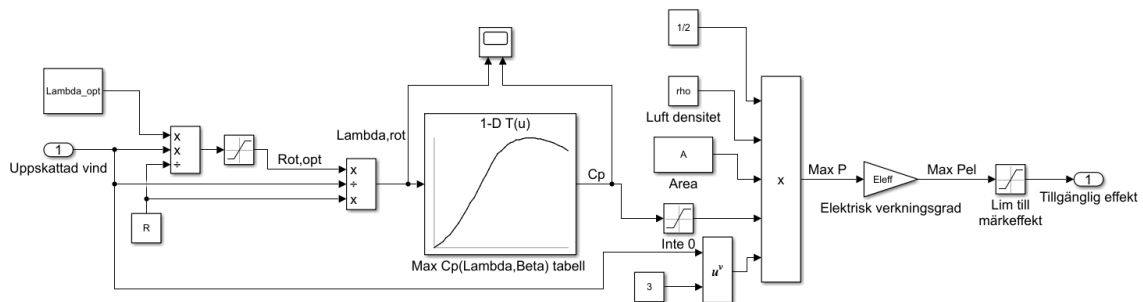 Lambda_opt
1
Uppskattad vind
x
x
÷
R
Rot,opt
Lambda,rot
x
÷
x
1-D T(u)
Max Cp(Lambda,Beta) tabell
Cp
1/2
rho
Luft densitet
A
Area
Inte 0
3
u^v
x
Max P
Eleff
Elektrisk verkningsgrad
Max Pel
Lim till
märkeffekt
1
Tillgänglig effekt